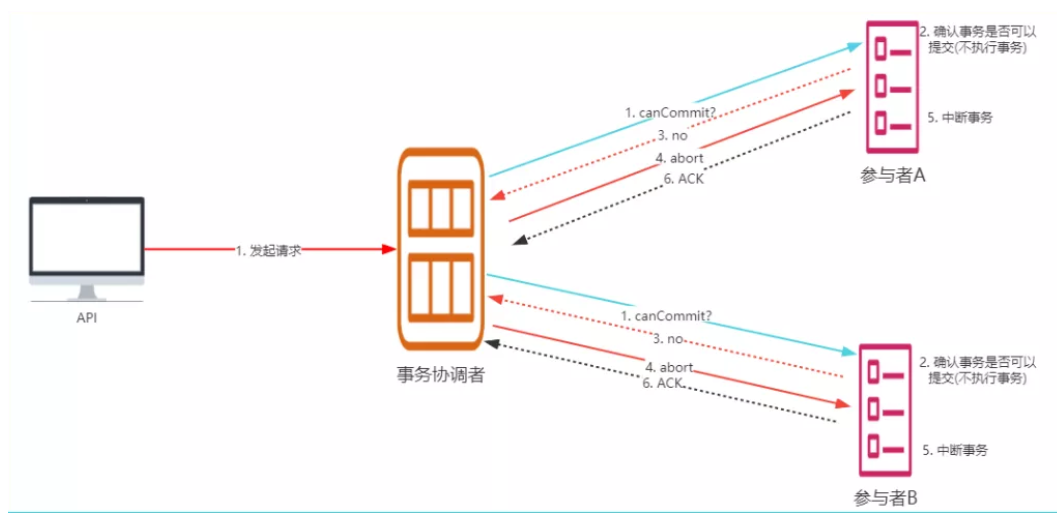 2. 确认事务是否可以
提交(不执行事务)
1. canCommit?
3. no
4. abort
6. ACK
5. 中断事务
参与者A
1. 发起请求
API
事务协调者
1. canCommit?
3. no
4. abort
6. ACK
2. 确认事务是否可以
提交(不执行事务)
5. 中断事务
参与者B